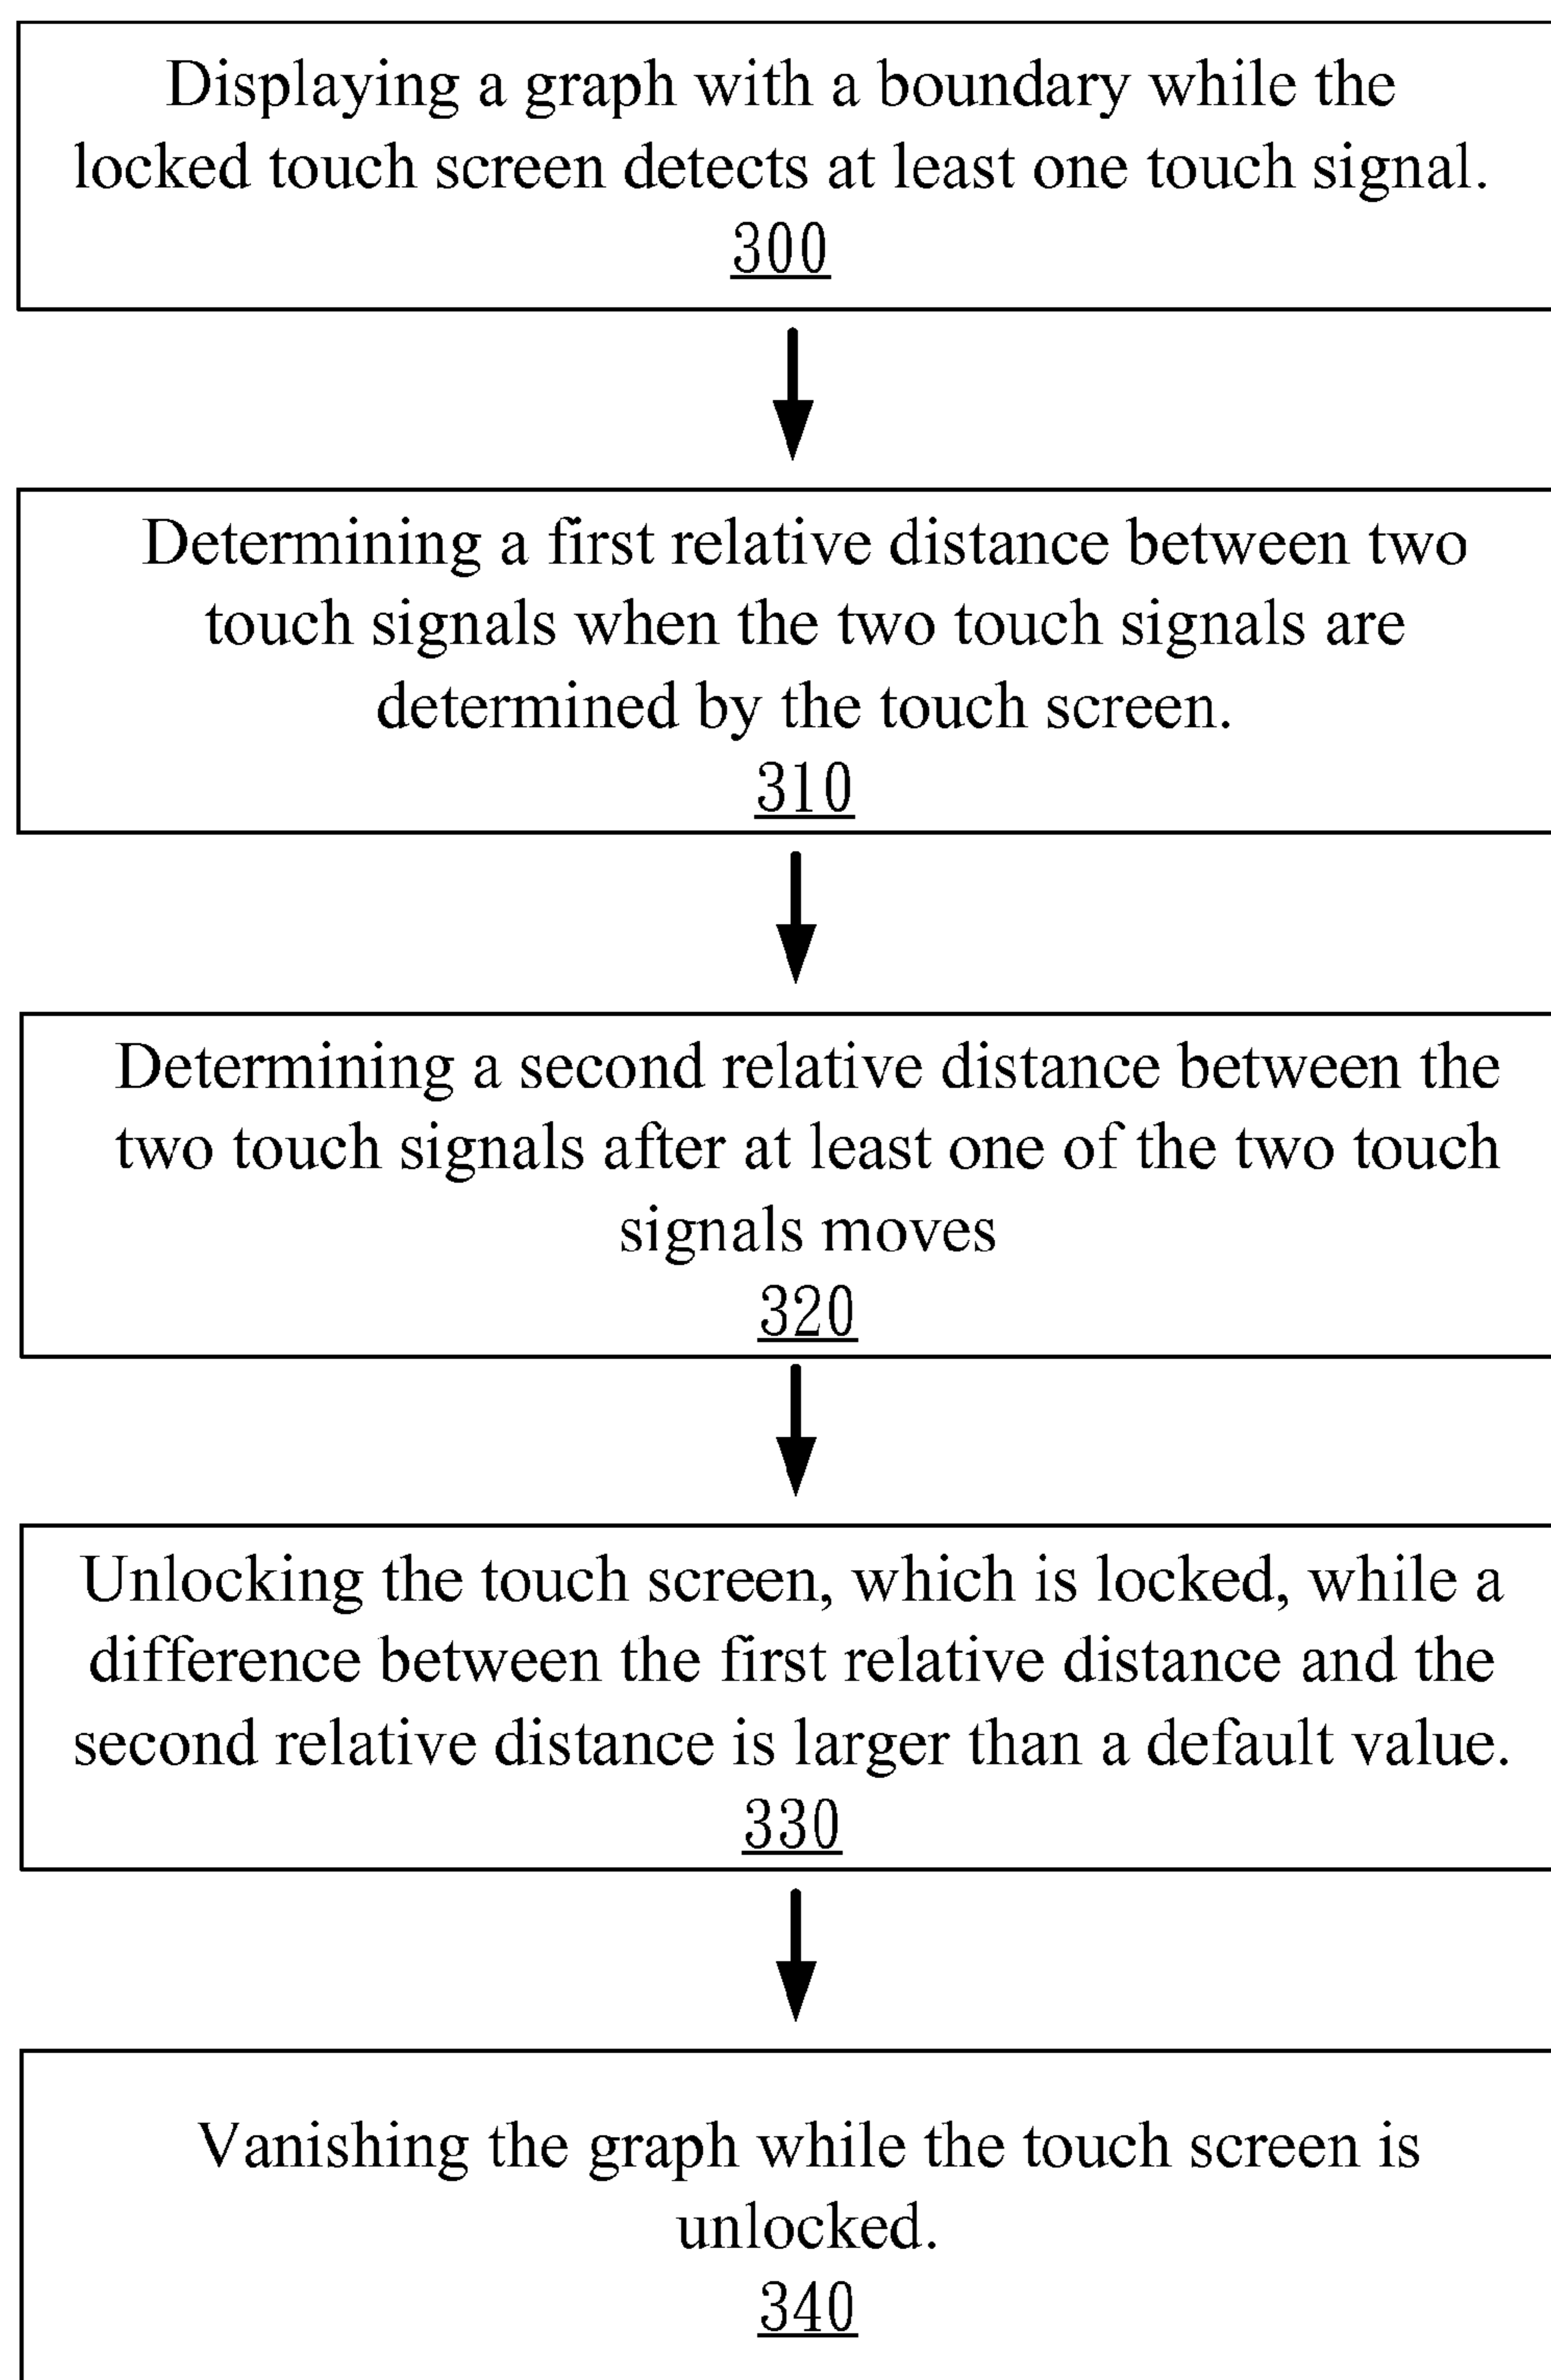 Displaying a graph with a boundary while the
locked touch screen detects at least one touch signal.
300
Determining a first relative distance between two
touch signals when the two touch signals are
determined by the touch screen.
310
Determining a second relative distance between the
two touch signals after at least one of the two touch
signals moves
320
Unlocking the touch screen, which is locked, while a
difference between the first relative distance and the
second relative distance is larger than a default value.
330
Vanishing the graph while the touch screen is
unlocked.
340